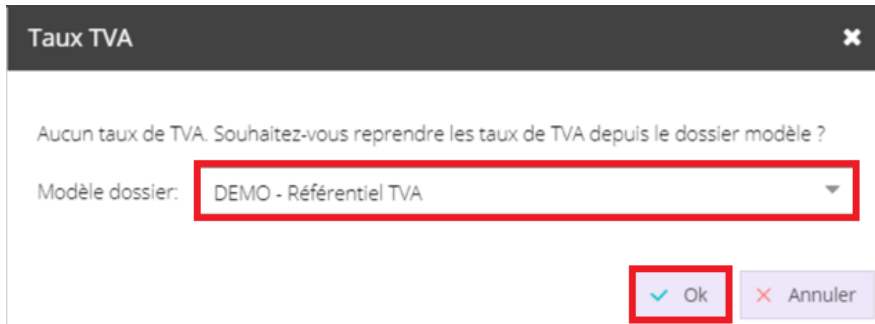 Taux TVA
Aucun taux de TVA. Souhaitez-vous reprendre les taux de TVA depuis le dossier modèle ?
Modèle dossier: DEMO - Référentiel TVA
Ok Annuler